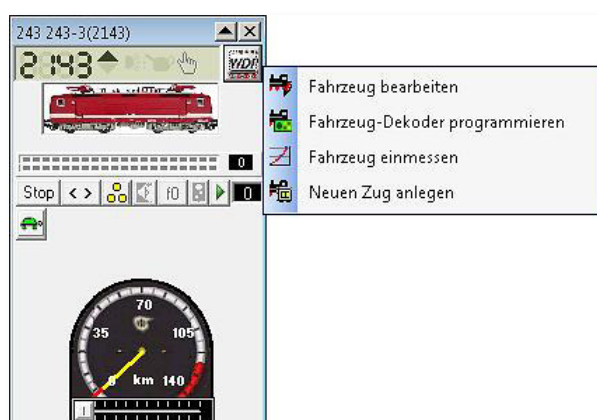 243 243-3(2143)
2143
WDP
Fahrzeug bearbeiten
Fahrzeug-Dekoder programmieren
Fahrzeug einmessen
Neuen Zug anlegen
0
Stop < > f0 0
70
35 105
0 km 140